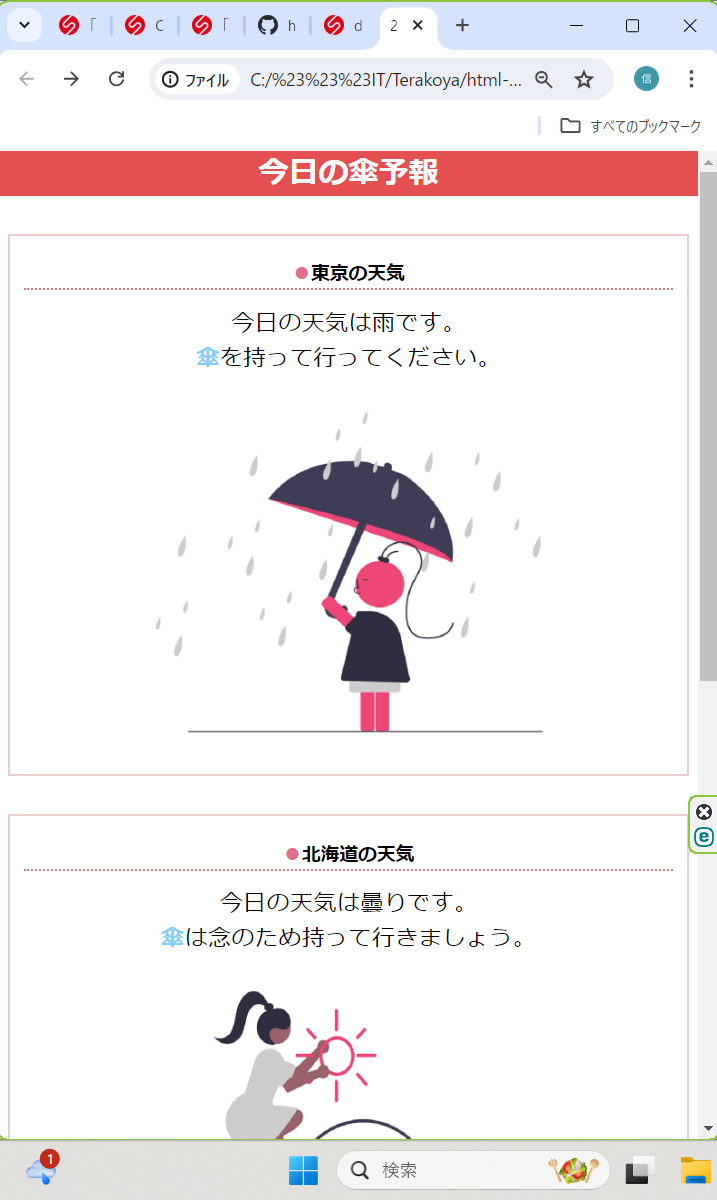 「
C
「
h
d
2
ファイル
C:/%23%23%23IT/Terakoya/html-...
信
すべてのブックマーク
今日の傘予報
●東京の天気
今日の天気は雨です。
傘を持って行ってください。
●北海道の天気
今日の天気は曇りです。
傘は念のため持って行きましょう。
e
1
検索